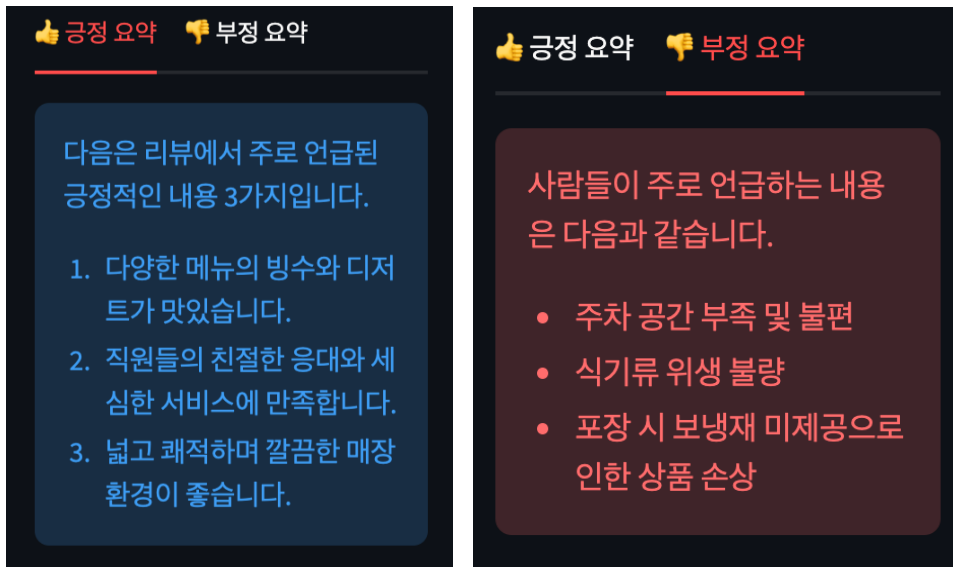 👍 긍정 요약 👎 부정 요약
다음은 리뷰에서 주로 언급된
긍정적인 내용 3가지입니다.
1. 다양한 메뉴의 빙수와 디저
트가 맛있습니다.
2. 직원들의 친절한 응대와 세
심한 서비스에 만족합니다.
3. 넓고 쾌적하며 깔끔한 매장
환경이 좋습니다.
👍 긍정 요약 👎 부정 요약
사람들이 주로 언급하는 내용
은 다음과 같습니다.
• 주차 공간 부족 및 불편
• 식기류 위생 불량
• 포장 시 보냉재 미제공으로
인한 상품 손상